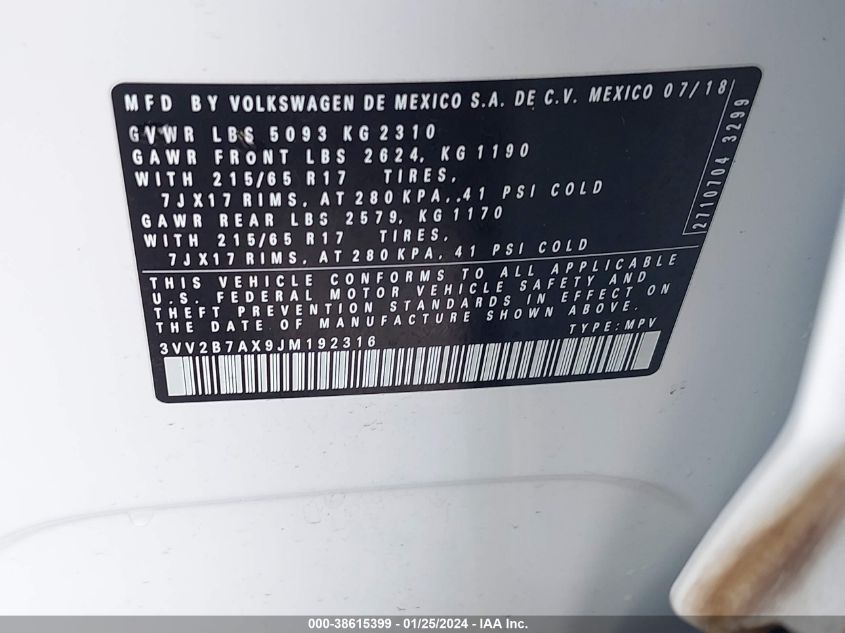 MFD BY VOLKSWAGEN DE MEXICO S.A. DE C.V. MEXICO 07/18
GVWR LBS 5093 KG 2310
GAWR FRONT LBS 2624, KG 1190
WITH 215/65 R17 TIRES,
7JX17 RIMS, AT 280 KPA,.41 PSI COLD
GAWR REAR LBS 2579, KG 1170
WITH 215/65 R17 TIRES,
7JX17 RIMS, AT 280 KPA, 41 PSI COLD
THIS VEHICLE CONFORMS TO ALL APPLICABLE
U.S. FEDERAL MOTOR VEHICLE SAFETY AND
THEFT PREVENTION STANDARDS IN EFFECT ON
THE DATE OF MANUFACTURE SHOWN ABOVE.
TYPE: MPV
3VV2B7AX9JM192316
2710704 3299
000-38615399 - 01/25/2024 - IAA Inc.